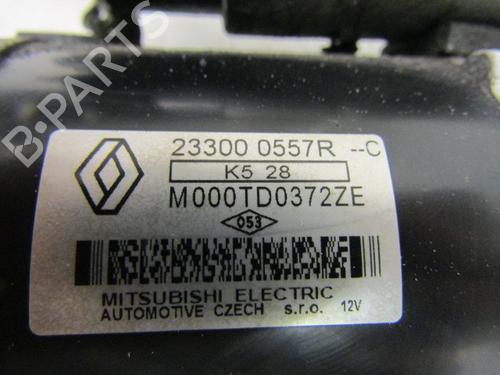 B-PARTS
23300 0557R --C
K5 28
M000TD0372ZE
053
MITSUBISHI ELECTRIC
AUTOMOTIVE CZECH s.r.o. 12V